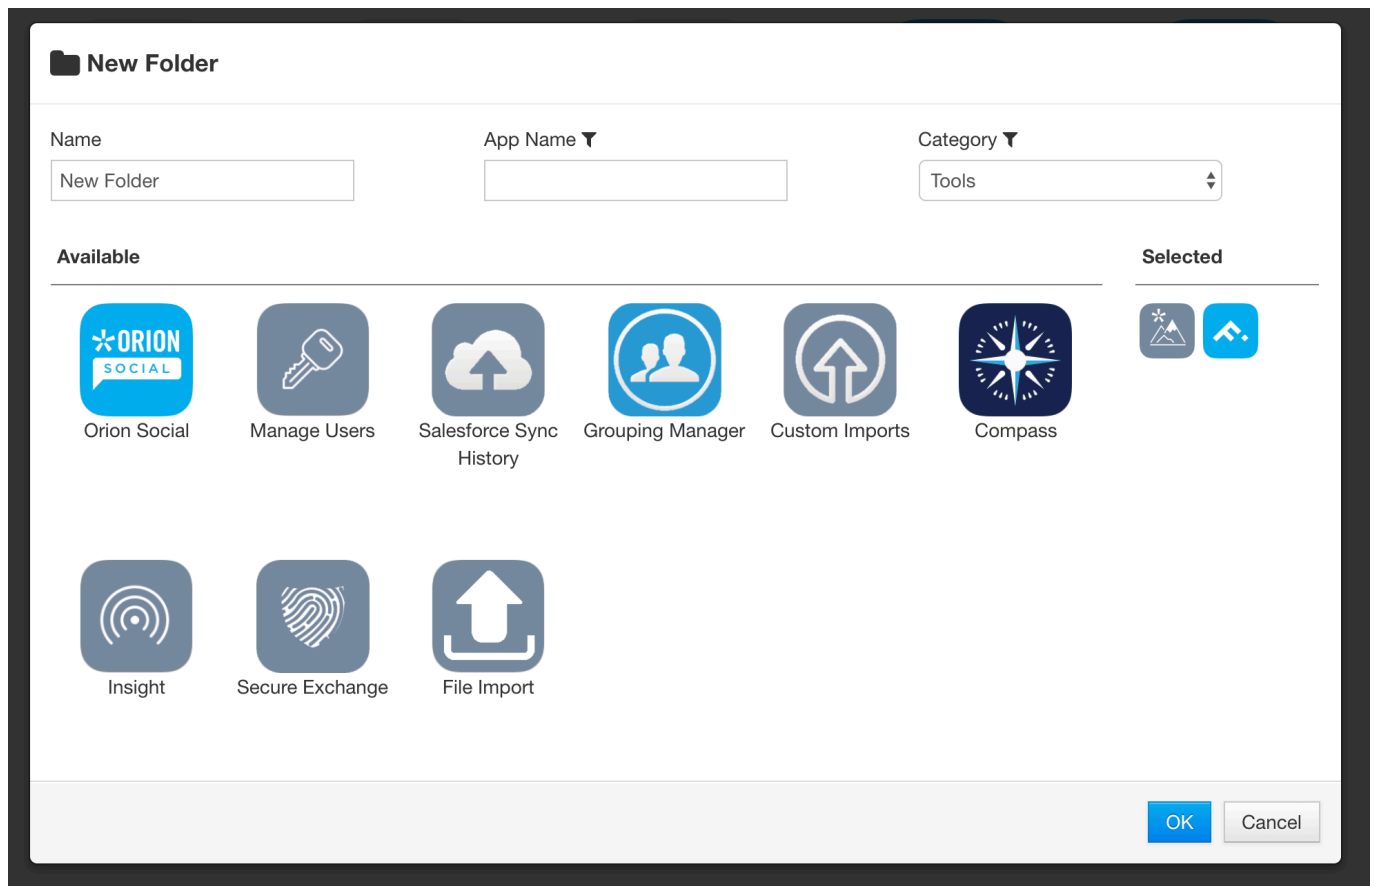 New Folder
Name
App Name
Category
New Folder
Tools
Available
Selected
ORION
SOCIAL
Orion Social
Manage Users
Salesforce Sync
History
Grouping Manager
Custom Imports
Compass
Insight
Secure Exchange
File Import
OK
Cancel